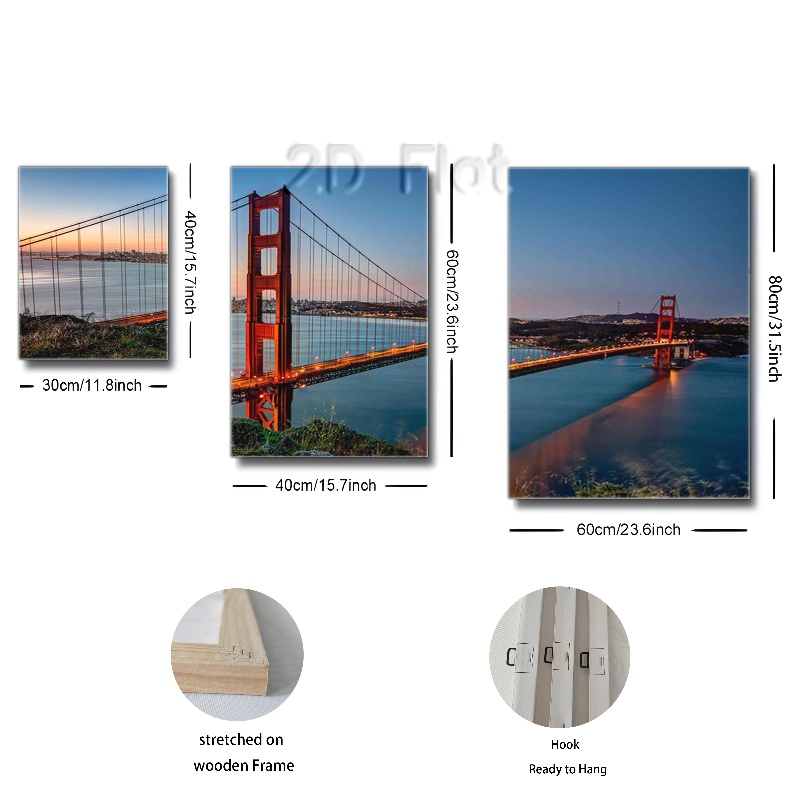 2D Flat
40cm/15.7inch
60cm/23.6inch
80cm/31.5inch
30cm/11.8inch
40cm/15.7inch
60cm/23.6inch
stretched on
wooden Frame
Hook
Ready to Hang